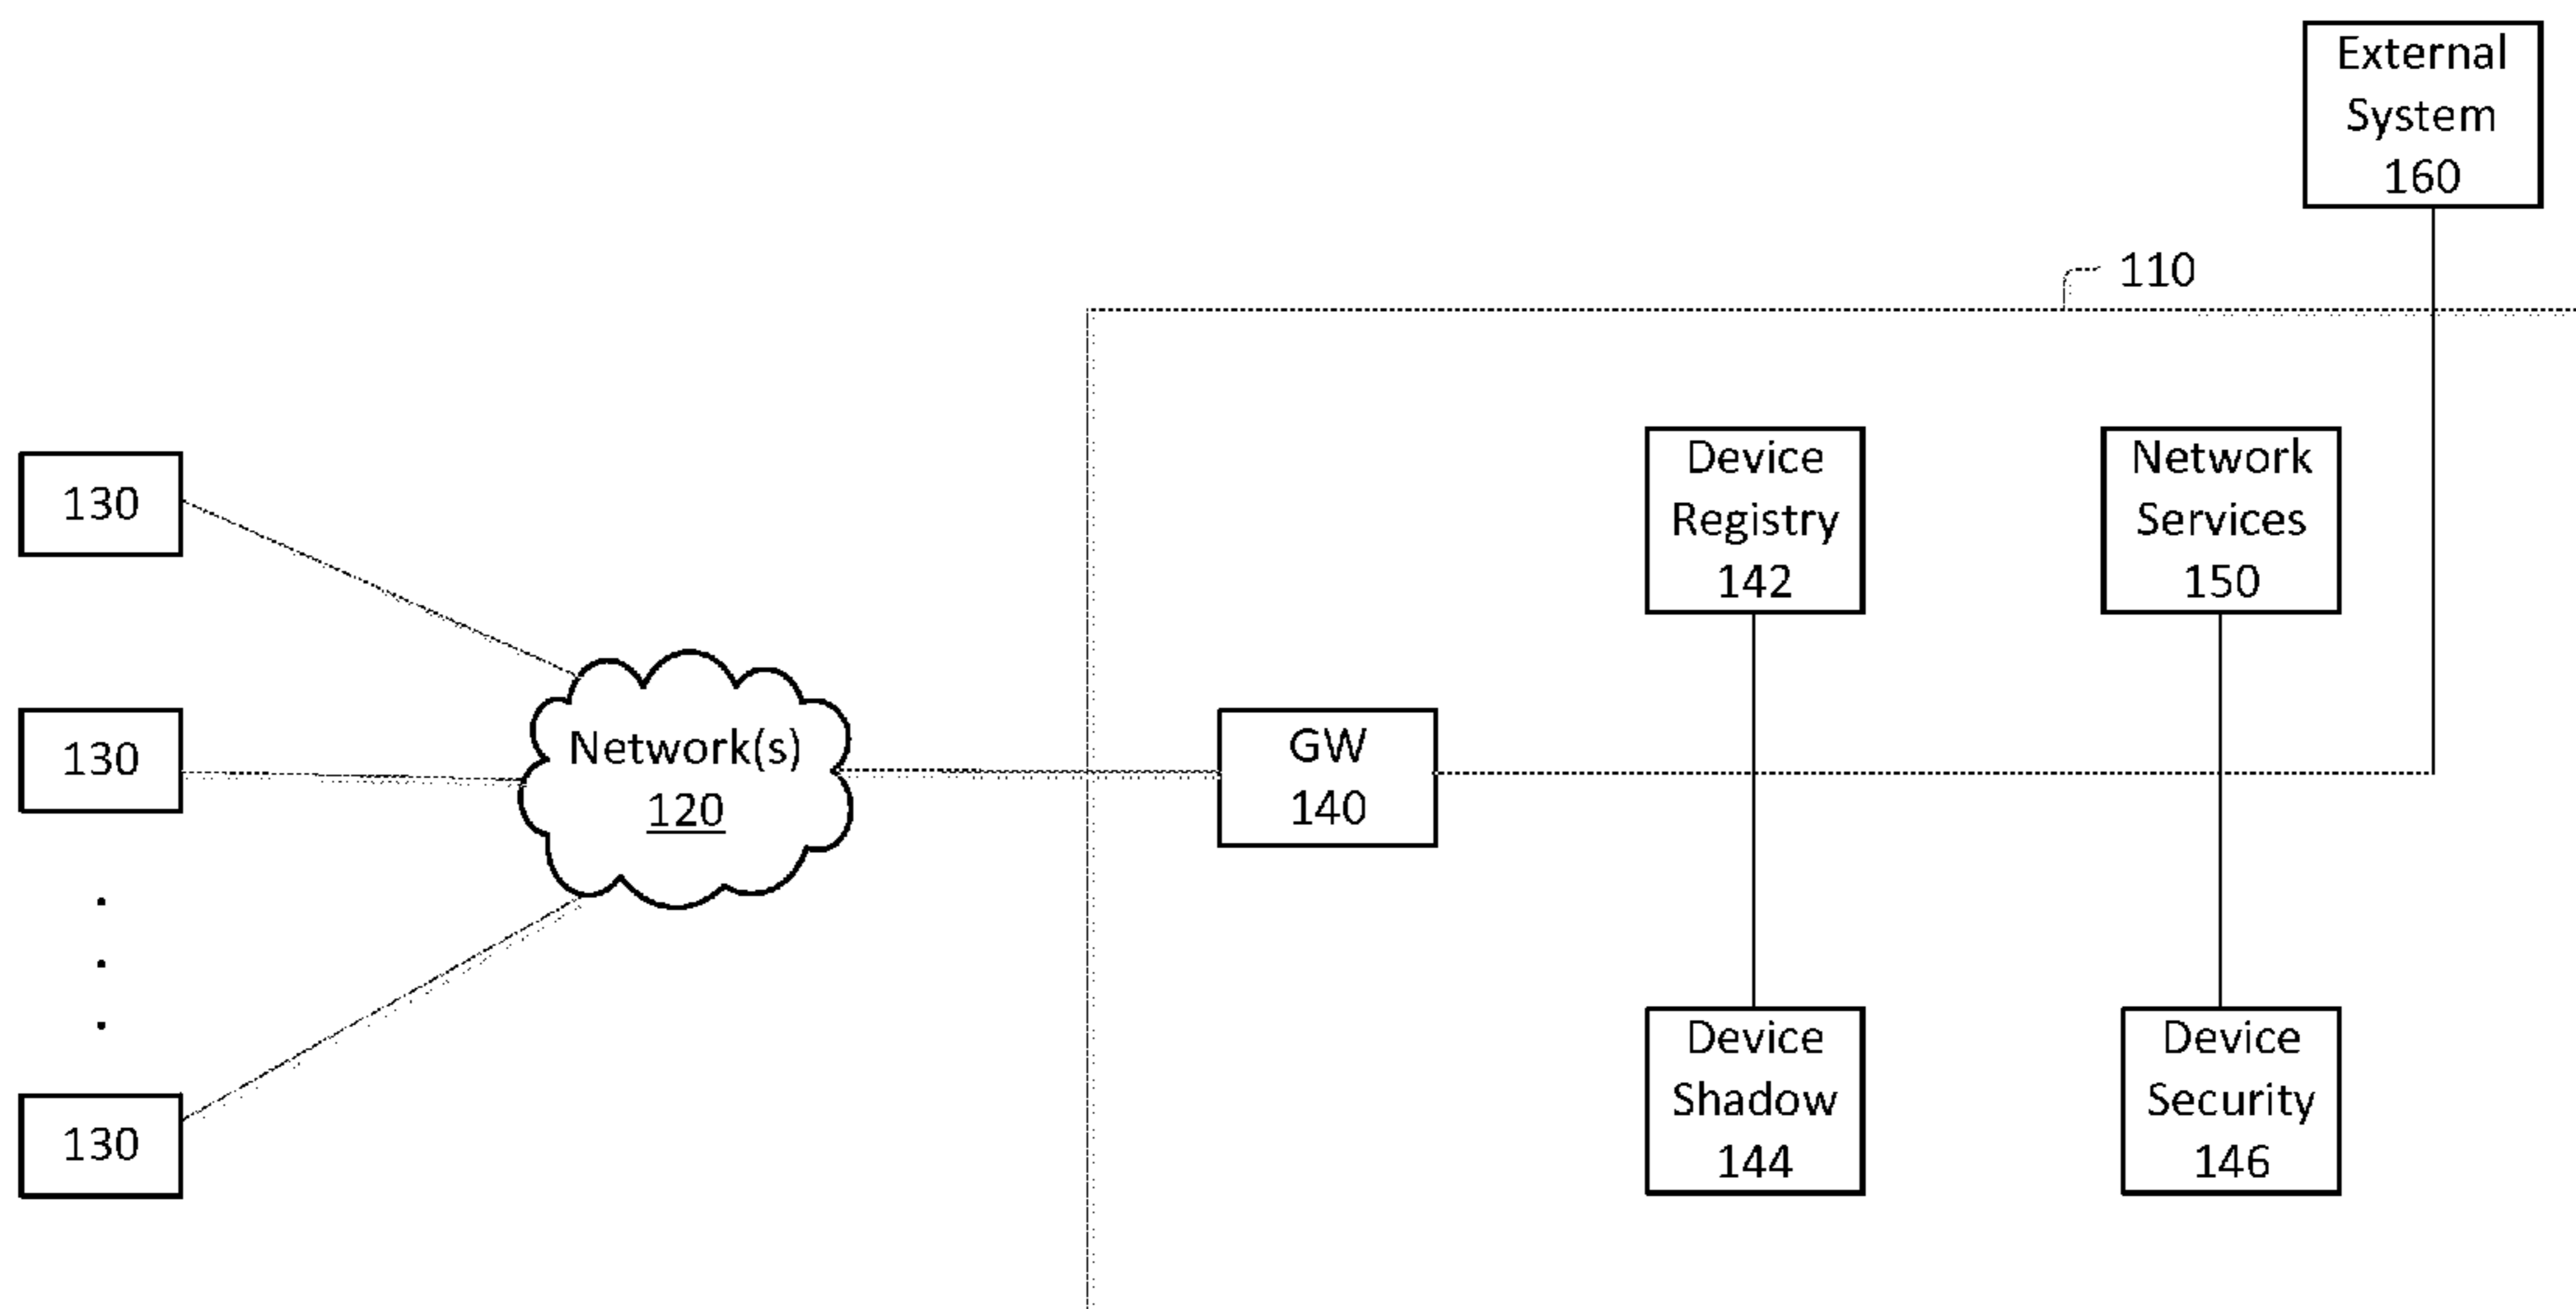 External
System
160
110
130
Device
Registry
142
Network
Services
150
130
Network(s)
120
GW
140
130
Device
Shadow
144
Device
Security
146